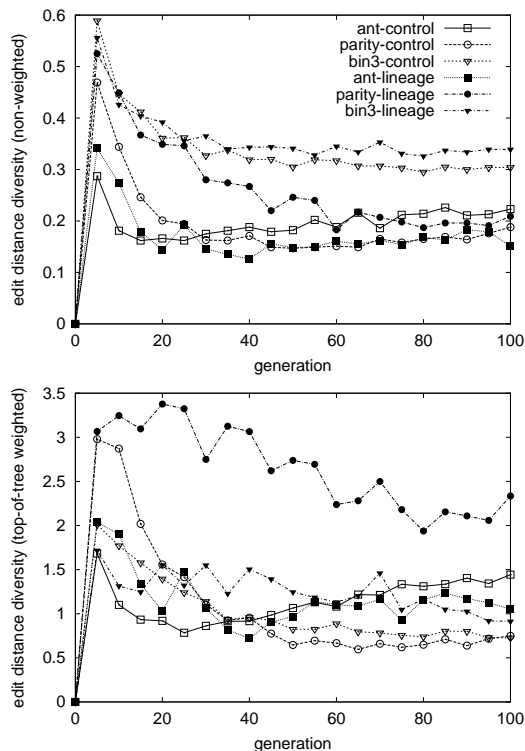 edit distance diversity (non-weighted)
0.6
0.5
0.4
0.3
0.2
0.1
0
ant-control
parity-control
bin3-control
ant-lineage
parity-lineage
bin3-lineage
0 20 40 60 80 100
generation
edit distance diversity (top-of-tree weighted)
3.5
3
2.5
2
1.5
1
0.5
0
0 20 40 60 80 100
generation